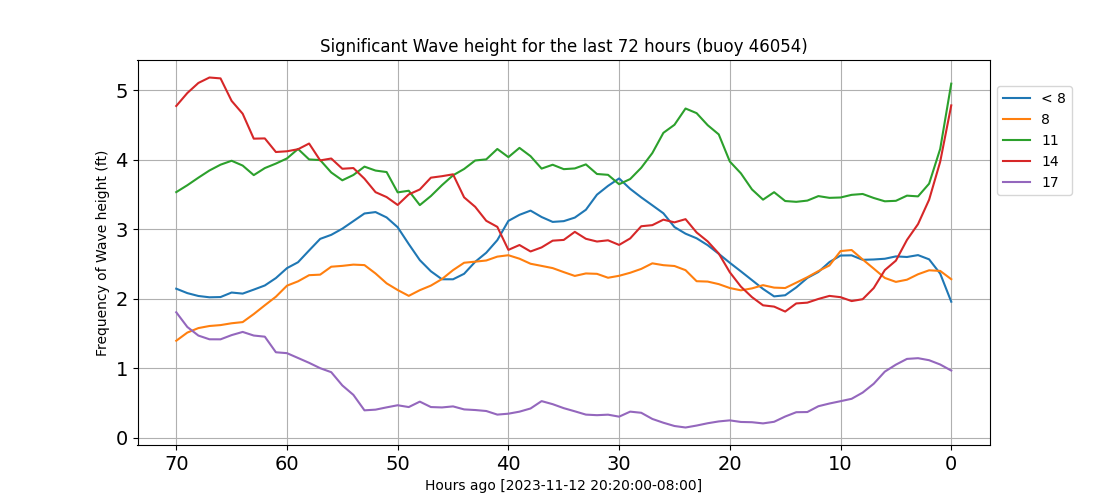 Significant Wave height for the last 72 hours (buoy 46054)
Frequency of Wave height (ft)
5
4
3
2
1
0
70 60 50 40 30 20 10 0
Hours ago [2023-11-12 20:20:00-08:00]
< 8
8
11
14
17